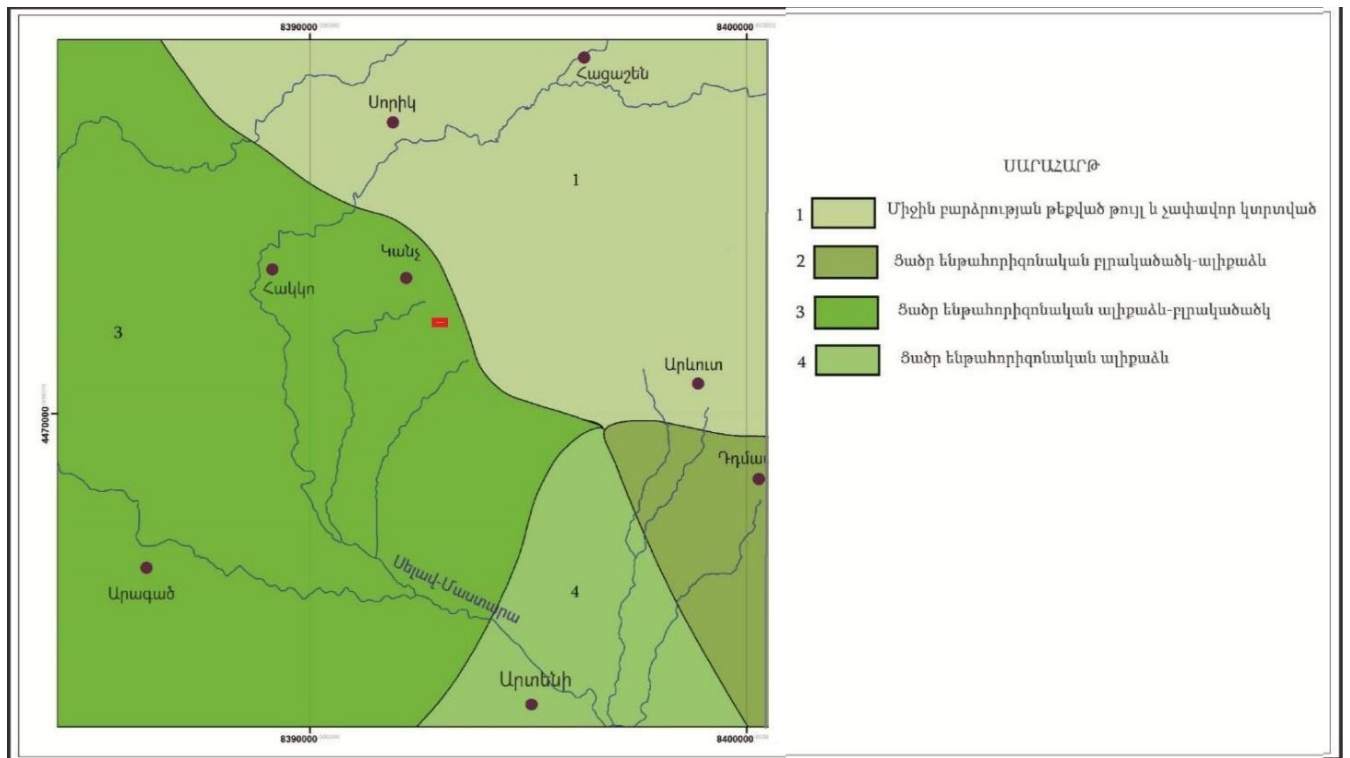 8390000
8400000
Հացաշեն
Սորիկ
1
ՍԱՐԱՀԱՐԹ
1 Միջին բարձրության թեքված թույլ և չափավոր կտրտված
2 Ցածր ենթահորիզոնական բլրակածածկ-ալիքաձև
3 Ցածր ենթահորիզոնական ալիքաձև-բլրակածածկ
4 Ցածր ենթահորիզոնական ալիքաձև
Կանչ
Հակկո
3
Արևուտ
4470000
Դդմա
Սելավ-Մաստարա
Արագած
4
Արտենի
8390000
8400000